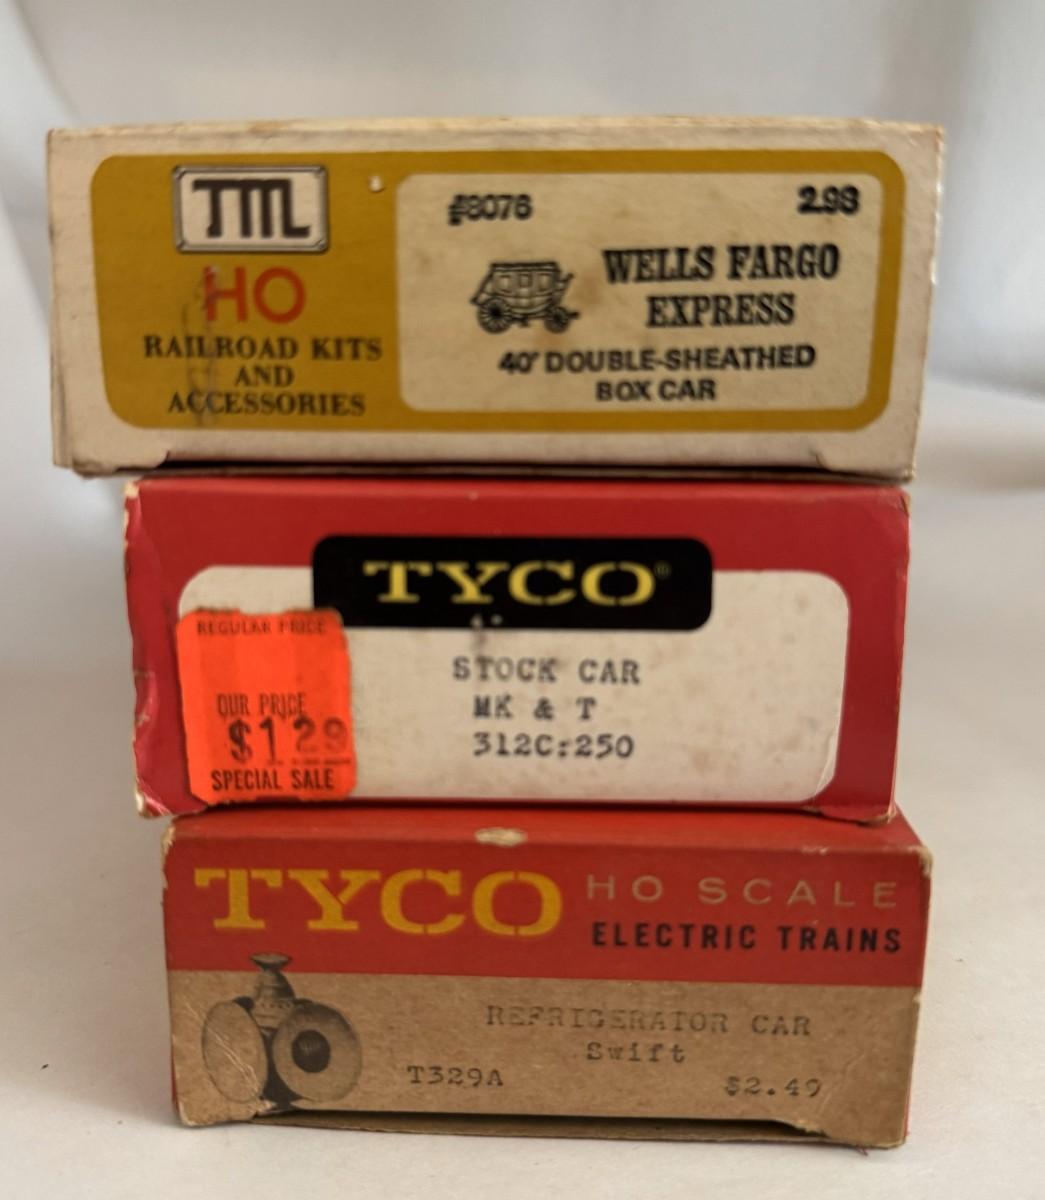 TM
HO
RAILROAD KITS
AND
ACCESSORIES
#8076 2.98
WELLS FARGO
EXPRESS
40' DOUBLE-SHEATHED
BOX CAR
TYCO®
REGULAR PRICE
OUR PRICE
$1.29
SPECIAL SALE
STOCK CAR
MK & T
312C:250
TYCO
HO SCALE
ELECTRIC TRAINS
REFRIGERATOR CAR
Swift
T329A $2.49